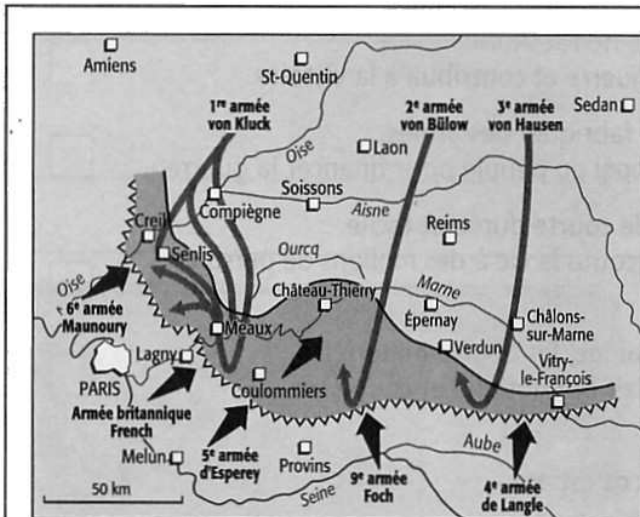 Amiens
St-Quentin
1re armée
von Kluck
2e armée
von Bülow
3e armée
von Hausen
Sedan
Oise
Laon
Compiègne
Soissons
Aisne
Creil
Senlis
Ourcq
Reims
Oise
Château-Thierry
Marne
6e armée
Maunoury
Épernay
Châlons-
sur-Marne
Meaux
Verdun
Lagny
Vitry-
le-François
PARIS
Coulommiers
Armée britannique
French
Melun
5e armée
d'Esperey
Provins
Aube
9e armée
Foch
4e armée
de Langle
Seine
50 km